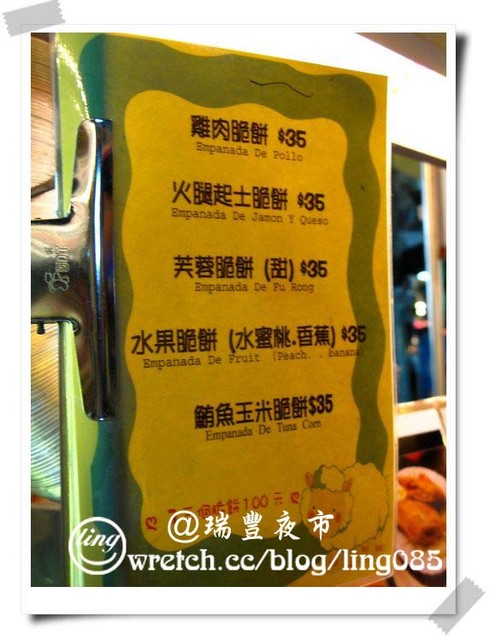 雞肉脆餅 $35
Empanada De Pollo
火腿起士脆餅 $35
Empanada De Jamon Y Queso
芙蓉脆餅 (甜) $35
Empanada De Fu Rong
水果脆餅 (水蜜桃.香蕉) $35
Empanada De Fruit (Peach. . banana)
鮪魚玉米脆餅$35
Empanada De Tuna Corn
個脆餅100元
@瑞豐夜市
ling
wretch.cc/blog/ling085